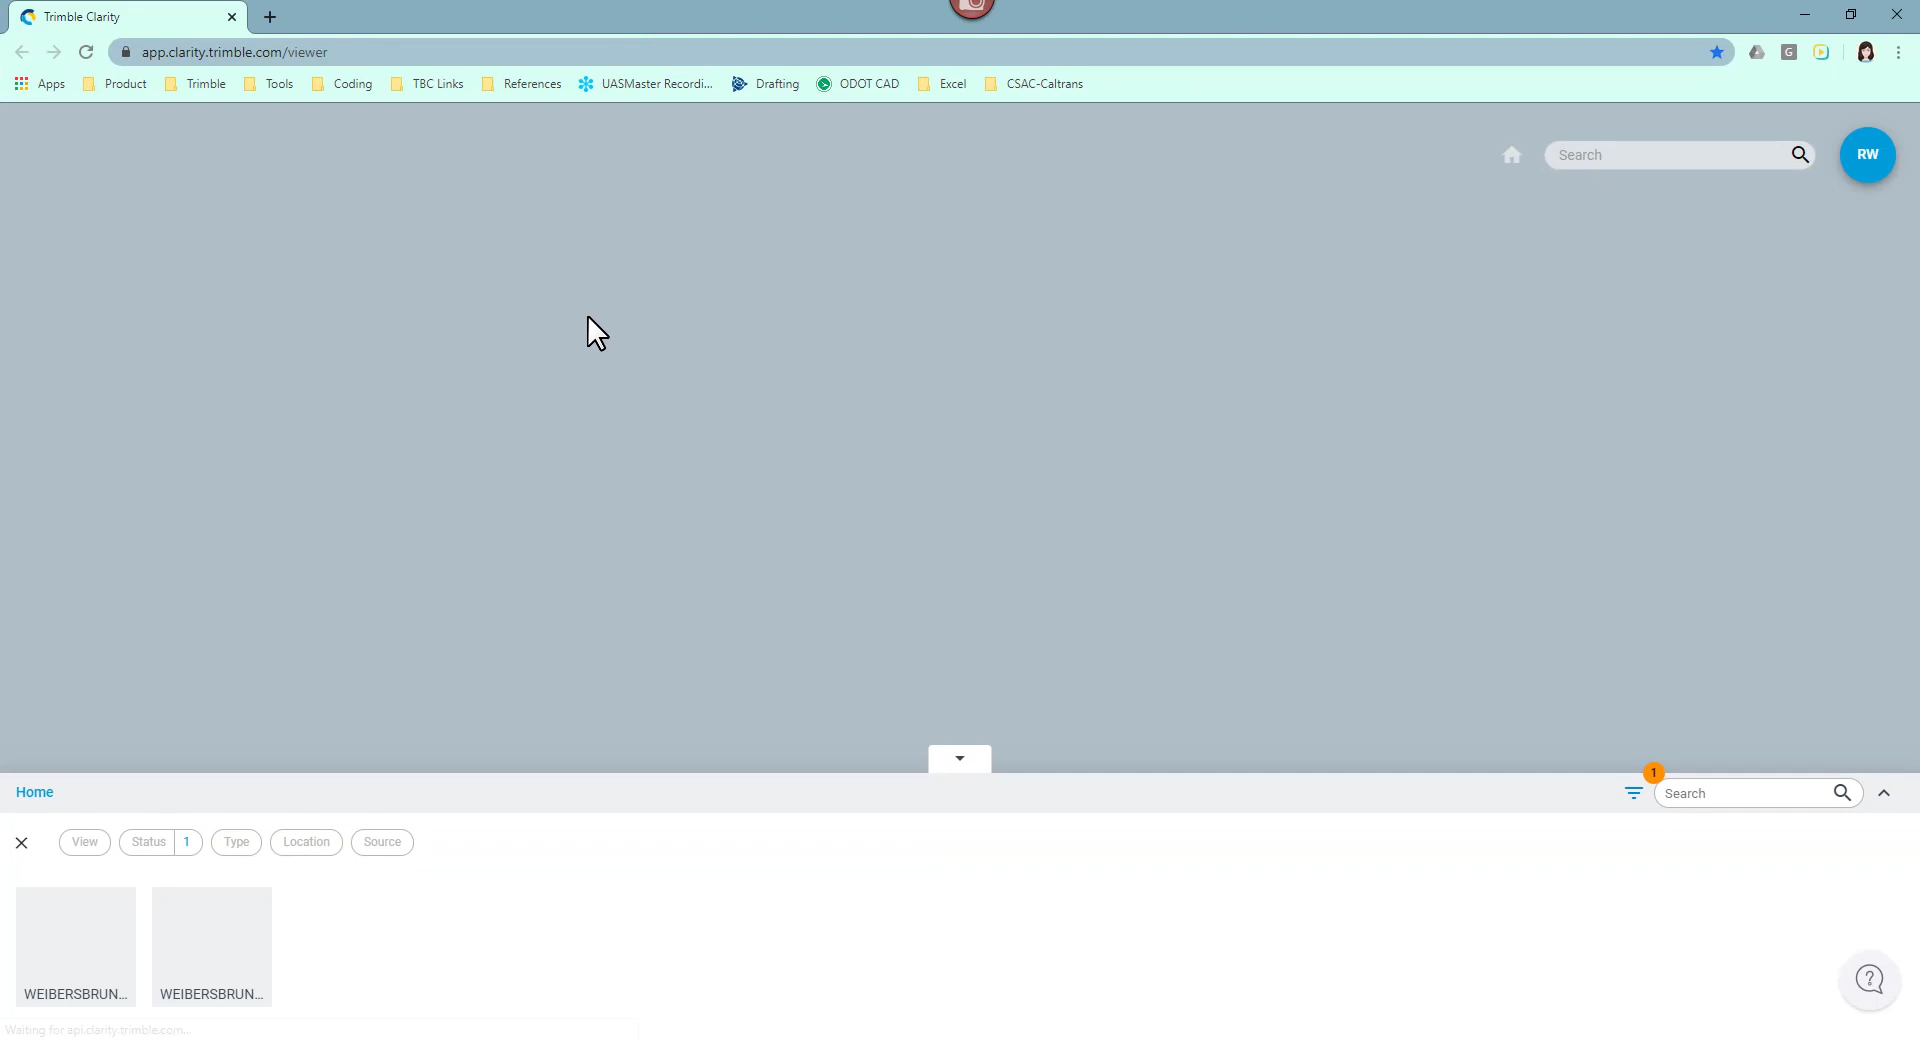 Trimble Clarity
app.clarity.trimble.com/viewer
G
Apps Product Trimble Tools Coding TBC Links References UASMaster Recordi... Drafting ODOT CAD Excel CSAC-Caltrans
Search
RW
1
Home
Search
View Status 1 Type Location Source
WEIBERSBRUN... WEIBERSBRUN...
?
Waiting for api.clarity.trimble.com...